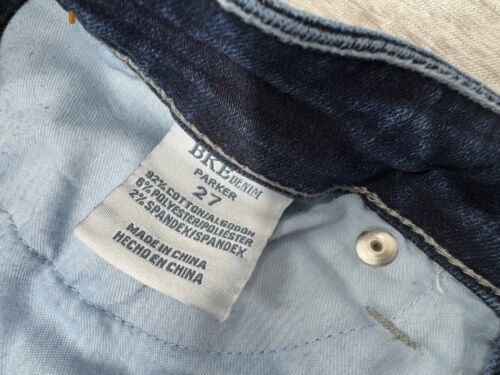 BKE DENIM
PARKER
27
92% COTTON/ALGODON
6% POLYESTER/POLIESTER
2% SPANDEX/SPANDEX
MADE IN CHINA
HECHO EN CHINA